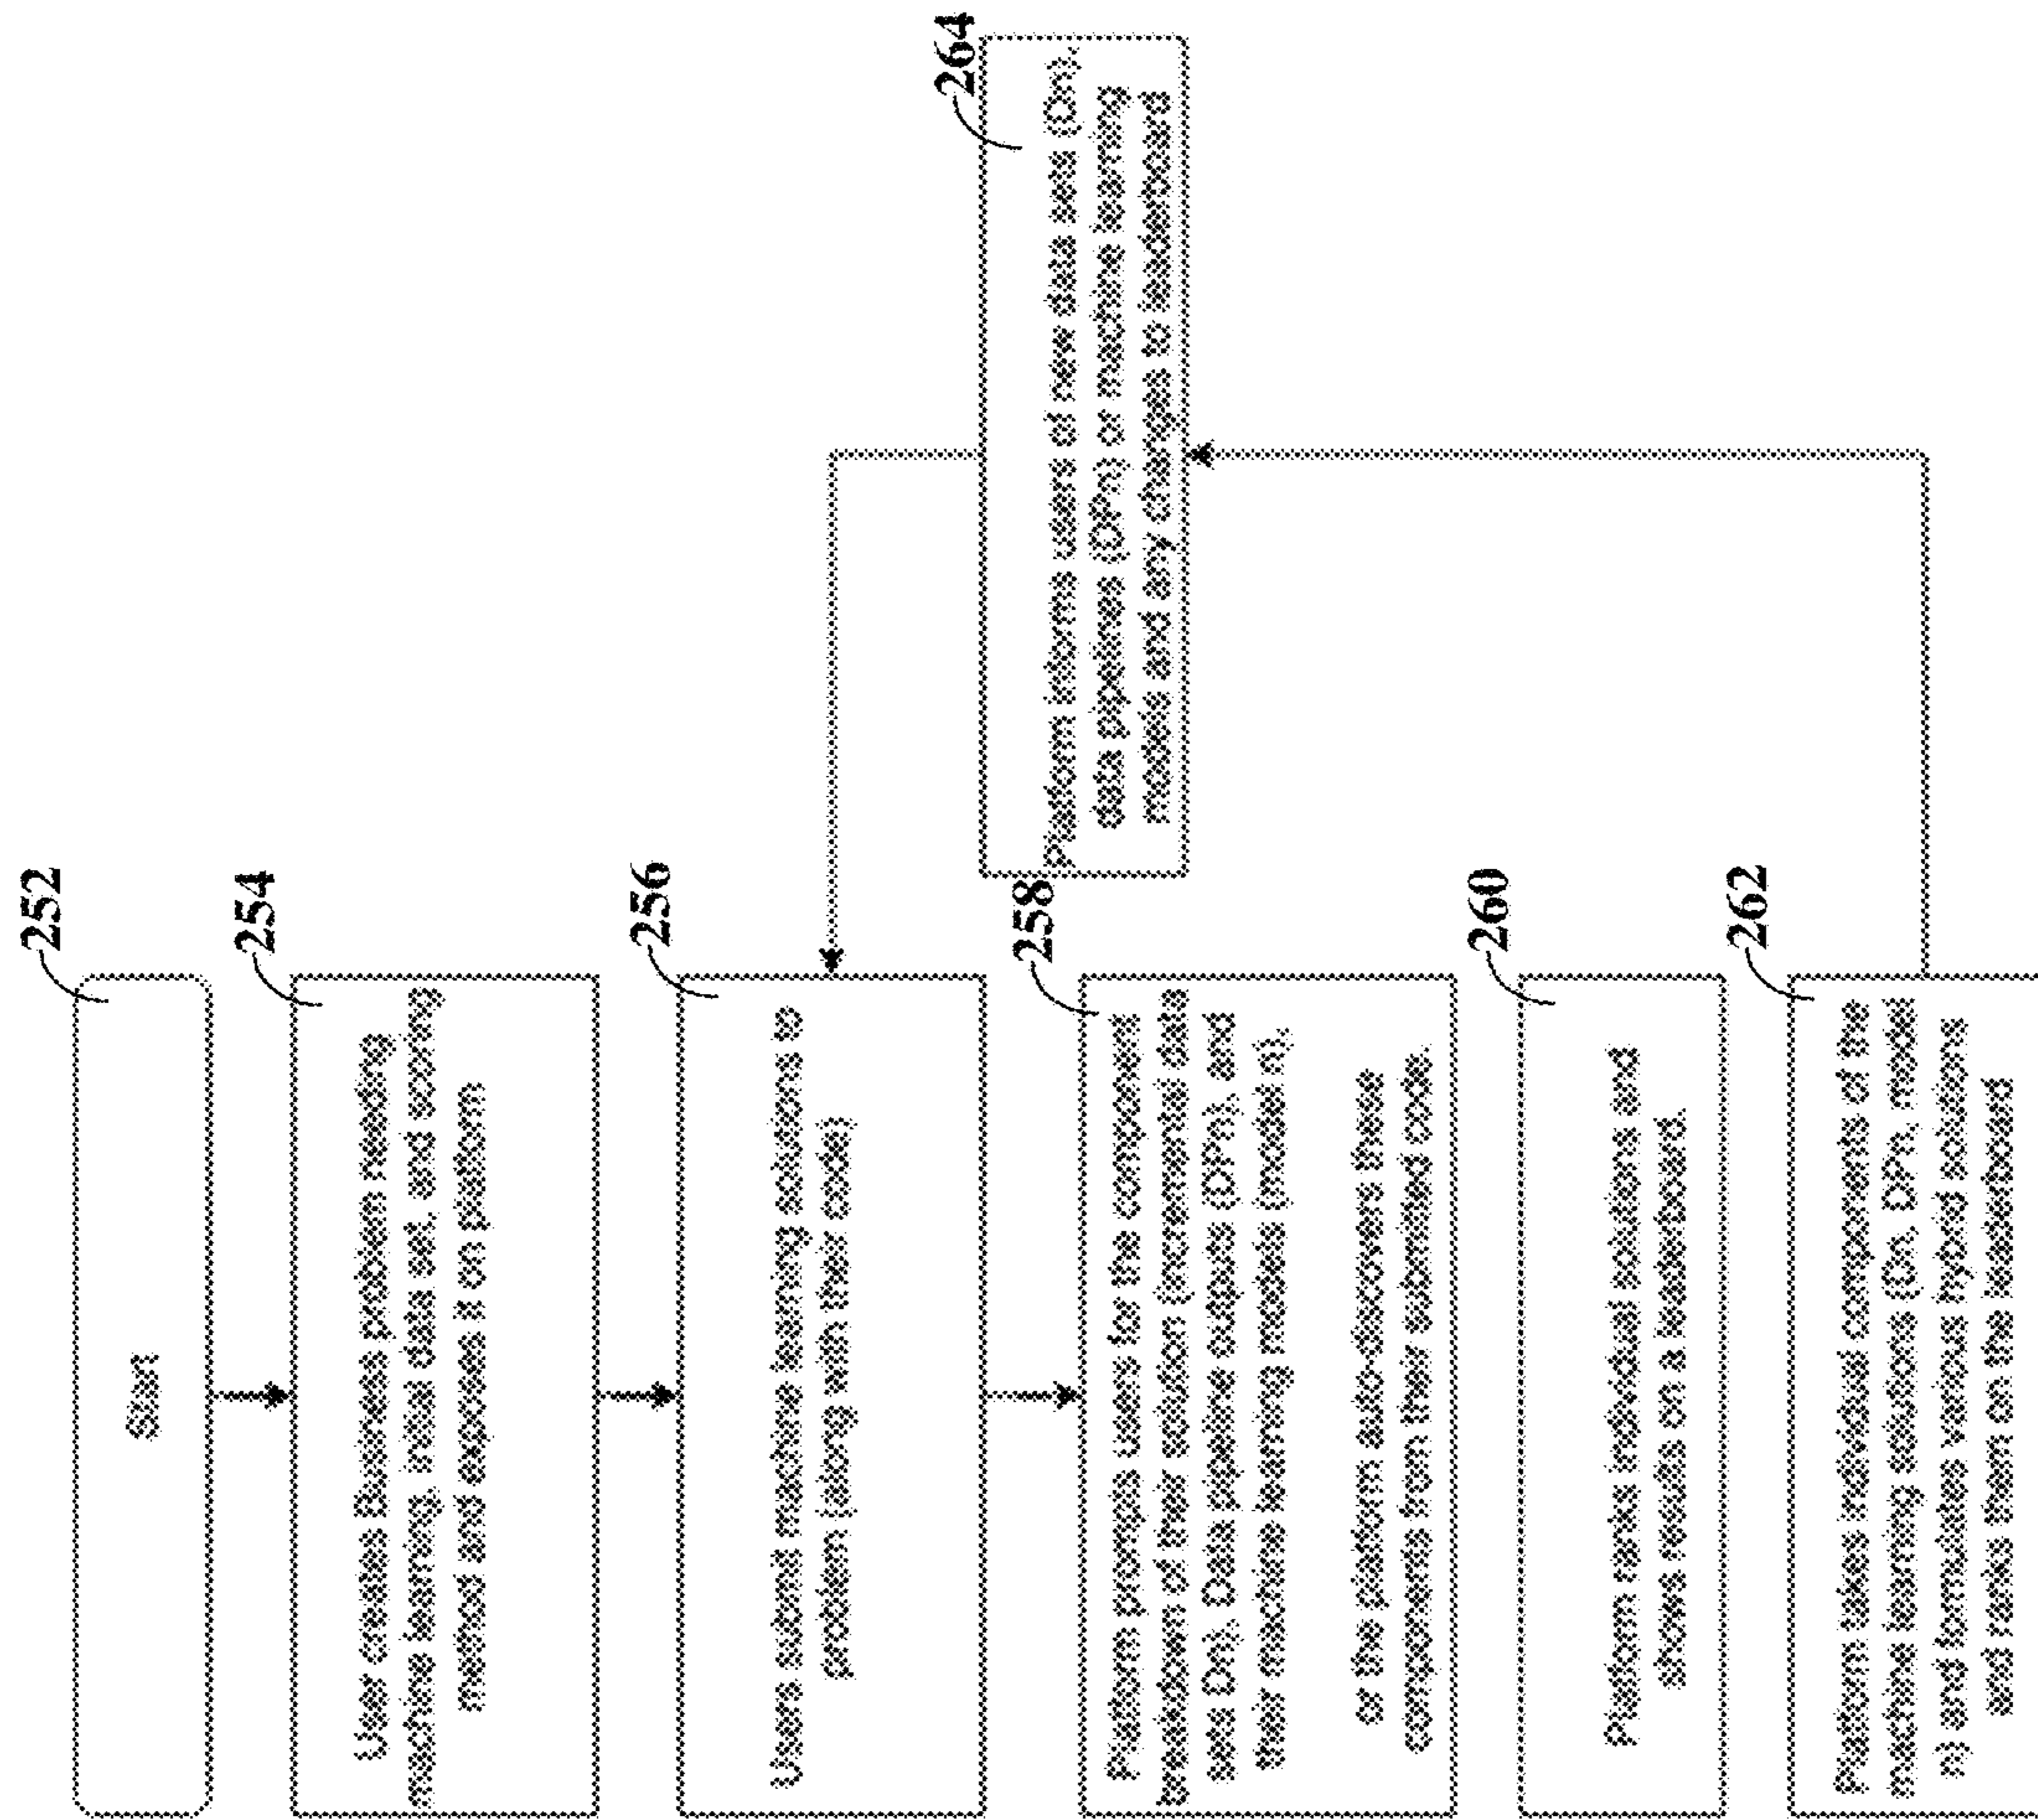 252
Start
254
User creates Business problem needing
machine learning, initial data set, and scoring
method and exposes it on platform
256
Users submit machine learning solutions to
problem (along with their code)
258
Platform prompts users for the component
breakdown of their solution (incremental data
sets Dn), Data pipeline outputs (DPn), and
their machine learning models (model n),
or the platform auto-discovers these
components from their submitted code.
260
Platform ranks individual solutions and
shows results on a leaderboard.
262
Platform takes individual components of the
machine learning solutions (Dn, DPn, model
n) and formulates various hybrid solutions
and ranks them on the leaderboard
264
Platform informs users of new data sets (Dn),
data pipelines (DPn) or machine learning
models and any changes to leaderboard